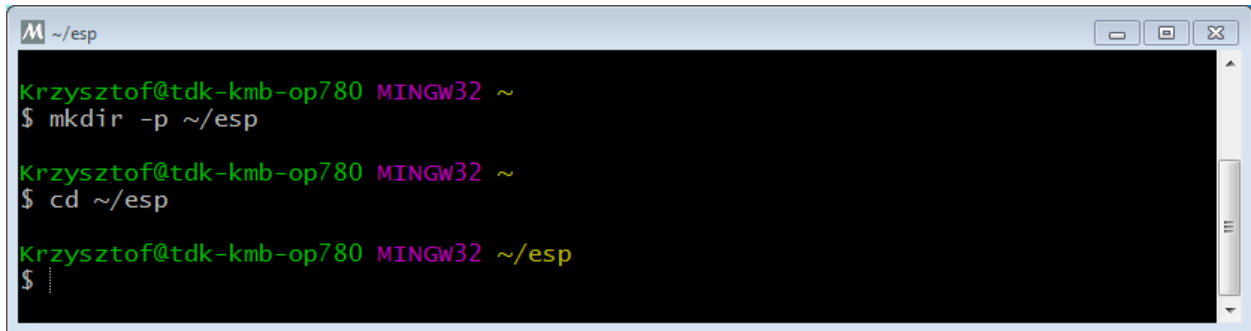 M ~/esp
Krzysztof@tdk-kmb-op780 MINGW32 ~
$ mkdir -p ~/esp
Krzysztof@tdk-kmb-op780 MINGW32 ~
$ cd ~/esp
Krzysztof@tdk-kmb-op780 MINGW32 ~/esp
$